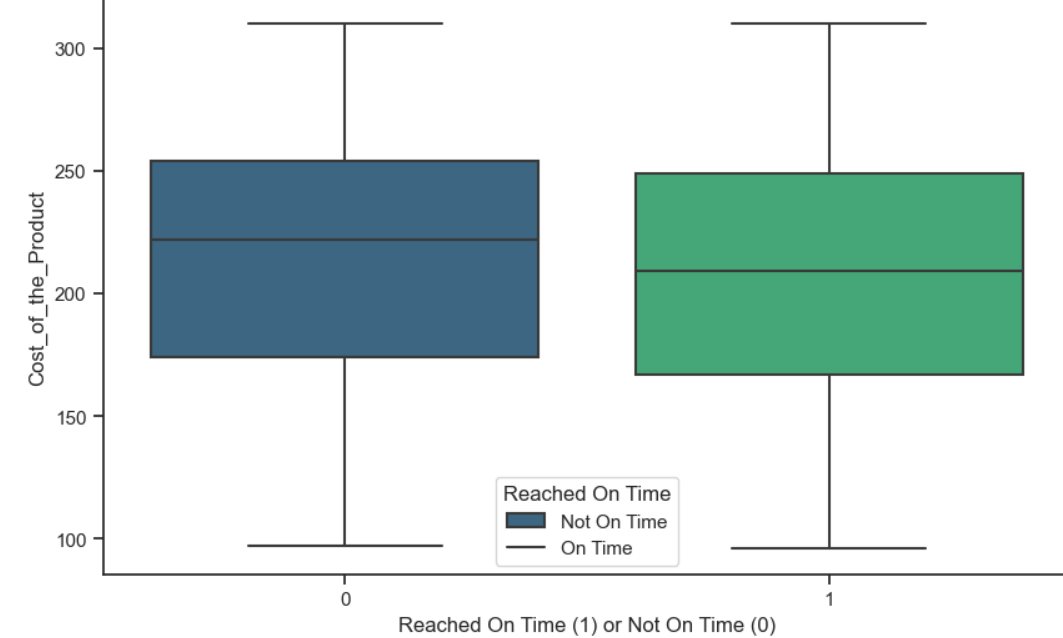 Cost_of_the_Product
300
250
200
150
100
Reached On Time
Not On Time
On Time
0
1
Reached On Time (1) or Not On Time (0)